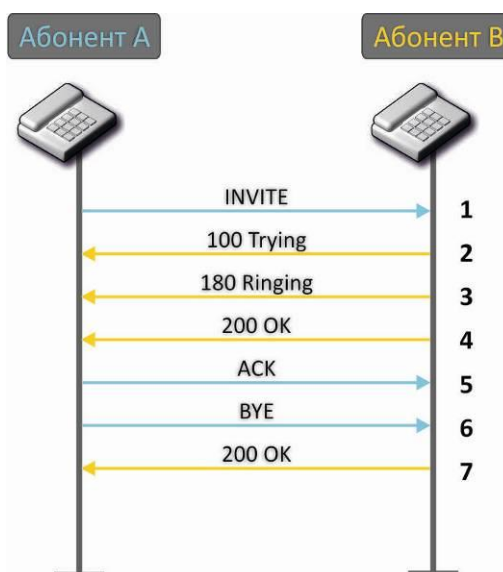 Абонент A Абонент B
INVITE 1
100 Trying 2
180 Ringing 3
200 OK 4
ACK 5
BYE 6
200 OK 7